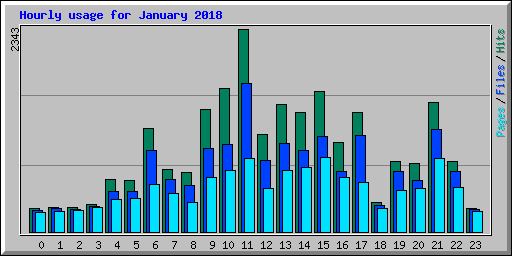 Hourly usage for January 2018
2343
Pages / Files / Hits
0 1 2 3 4 5 6 7 8 9 10 11 12 13 14 15 16 17 18 19 20 21 22 23